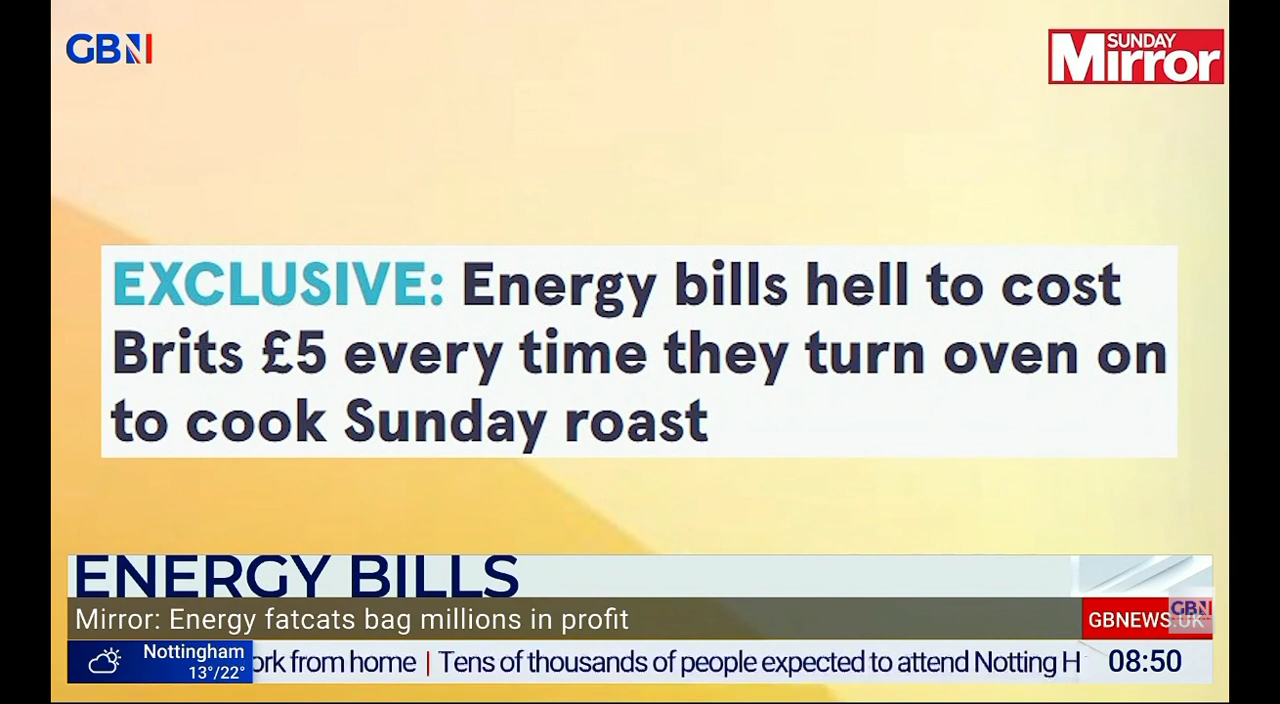 GBN
SUNDAY
Mirror
EXCLUSIVE: Energy bills hell to cost
Brits £5 every time they turn oven on
to cook Sunday roast
ENERGY BILLS
Mirror: Energy fatcats bag millions in profit
GBNEWS.UK
GBN
Nottingham
13°/22°
ork from home | Tens of thousands of people expected to attend Notting H
08:50